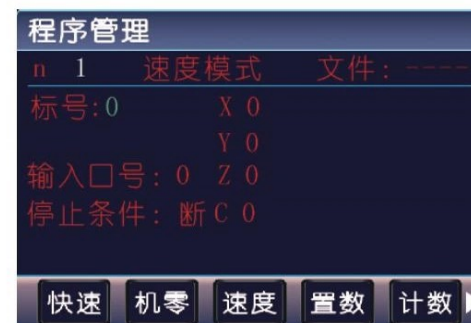 程序管理
n 1 速度模式 文件: ----
标号:0 X 0
Y 0
输入口号: 0 Z 0
停止条件: 断 C 0
快速 机零 速度 置数 计数